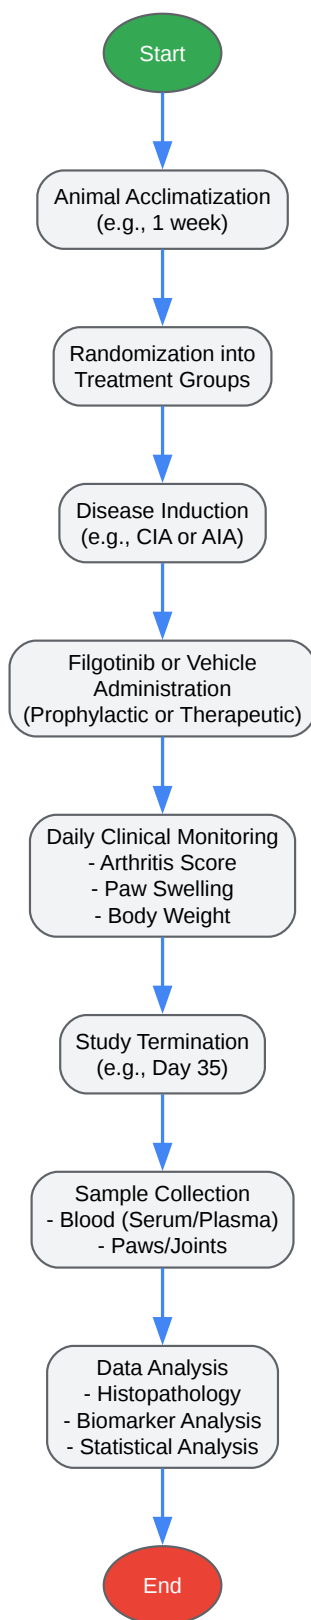 Start
Animal Acclimatization
(e.g., 1 week)
Randomization into
Treatment Groups
Disease Induction
(e.g., CIA or AIA)
Filgotinib or Vehicle
Administration
(Prophylactic or Therapeutic)
Daily Clinical Monitoring
- Arthritis Score
- Paw Swelling
- Body Weight
Study Termination
(e.g., Day 35)
Sample Collection
- Blood (Serum/Plasma)
- Paws/Joints
Data Analysis
- Histopathology
- Biomarker Analysis
- Statistical Analysis
End